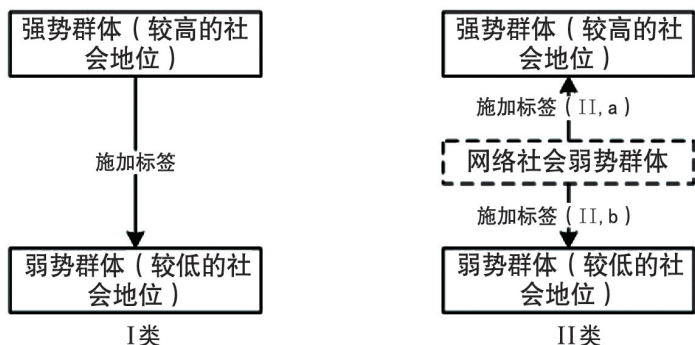 强势群体（较高的社
会地位）
施加标签
弱势群体（较低的社
会地位）
I类
强势群体（较高的社
会地位）
施加标签（II,a）
网络社会弱势群体
施加标签（II,b）
弱势群体（较低的社
会地位）
II类